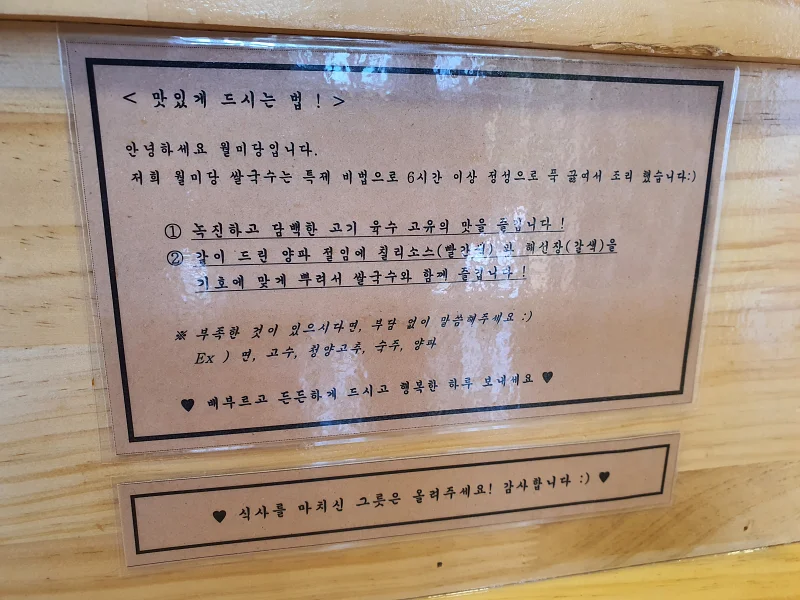 < 맛있게 드시는 법 ! >
안녕하세요 월미당입니다.
저희 월미당 쌀국수는 특제 비법으로 6시간 이상 정성으로 푹 끓여서 조리 했습니다:)
① 녹진하고 담백한 고기 육수 고유의 맛을 즐깁니다 !
② 같이 드린 양파 절임에 칠리소스(빨간색) 및 해선장(갈색)을
기호에 맞게 뿌려서 쌀국수와 함께 즐깁니다 !
※ 부족한 것이 있으시다면, 부담 없이 말씀해주세요 :)
Ex ) 면, 고수, 청양고추, 숙주, 양파
♥ 배부르고 든든하게 드시고 행복한 하루 보내세요 ♥
♥ 식사를 마치신 그릇은 올려주세요! 감사합니다 :) ♥